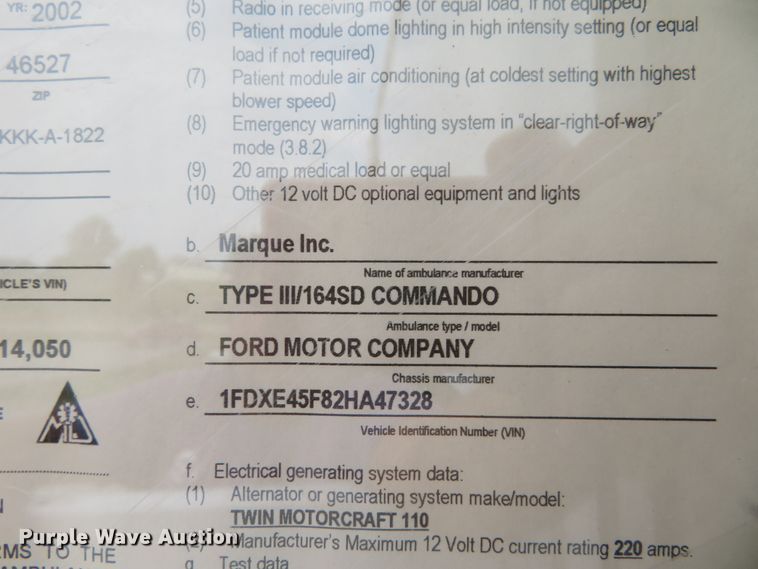 YR: 2002
46527
ZIP
KKK-A-1822
ICLE'S VIN)
14,050
RMS TO THE
(5) Radio in receiving mode (or equal load, if not equipped)
(6) Patient module dome lighting in high intensity setting (or equal
load if not required)
(7) Patient module air conditioning (at coldest setting with highest
blower speed)
(8) Emergency warning lighting system in "clear-right-of-way"
mode (3.8.2)
(9) 20 amp medical load or equal
(10) Other 12 volt DC optional equipment and lights
b. Marque Inc.
Name of ambulance manufacturer
c. TYPE III/164SD COMMANDO
Ambulance type / model
d. FORD MOTOR COMPANY
Chassis manufacturer
e. 1FDXE45F82HA47328
Vehicle Identification Number (VIN)
f. Electrical generating system data:
(1) Alternator or generating system make/model:
TWIN MOTORCRAFT 110
Manufacturer's Maximum 12 Volt DC current rating 220 amps.
g. Test data
Purple Wave Auction